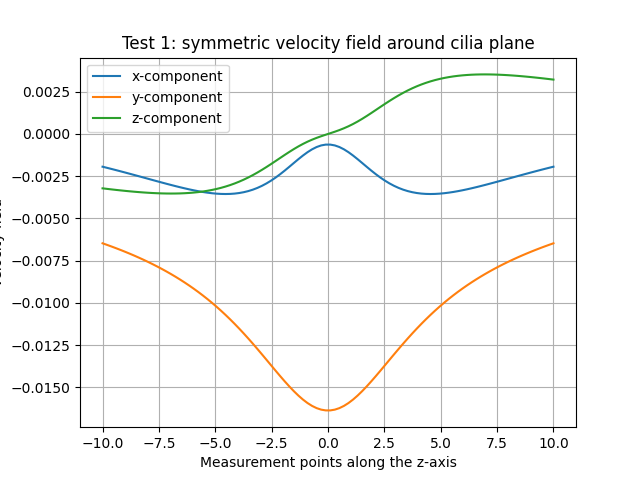 Test 1: symmetric velocity field around cilia plane
x-component
y-component
z-component
0.0025
0.0000
−0.0025
−0.0050
−0.0075
−0.0100
−0.0125
−0.0150
−10.0 −7.5 −5.0 −2.5 0.0 2.5 5.0 7.5 10.0
Measurement points along the z-axis